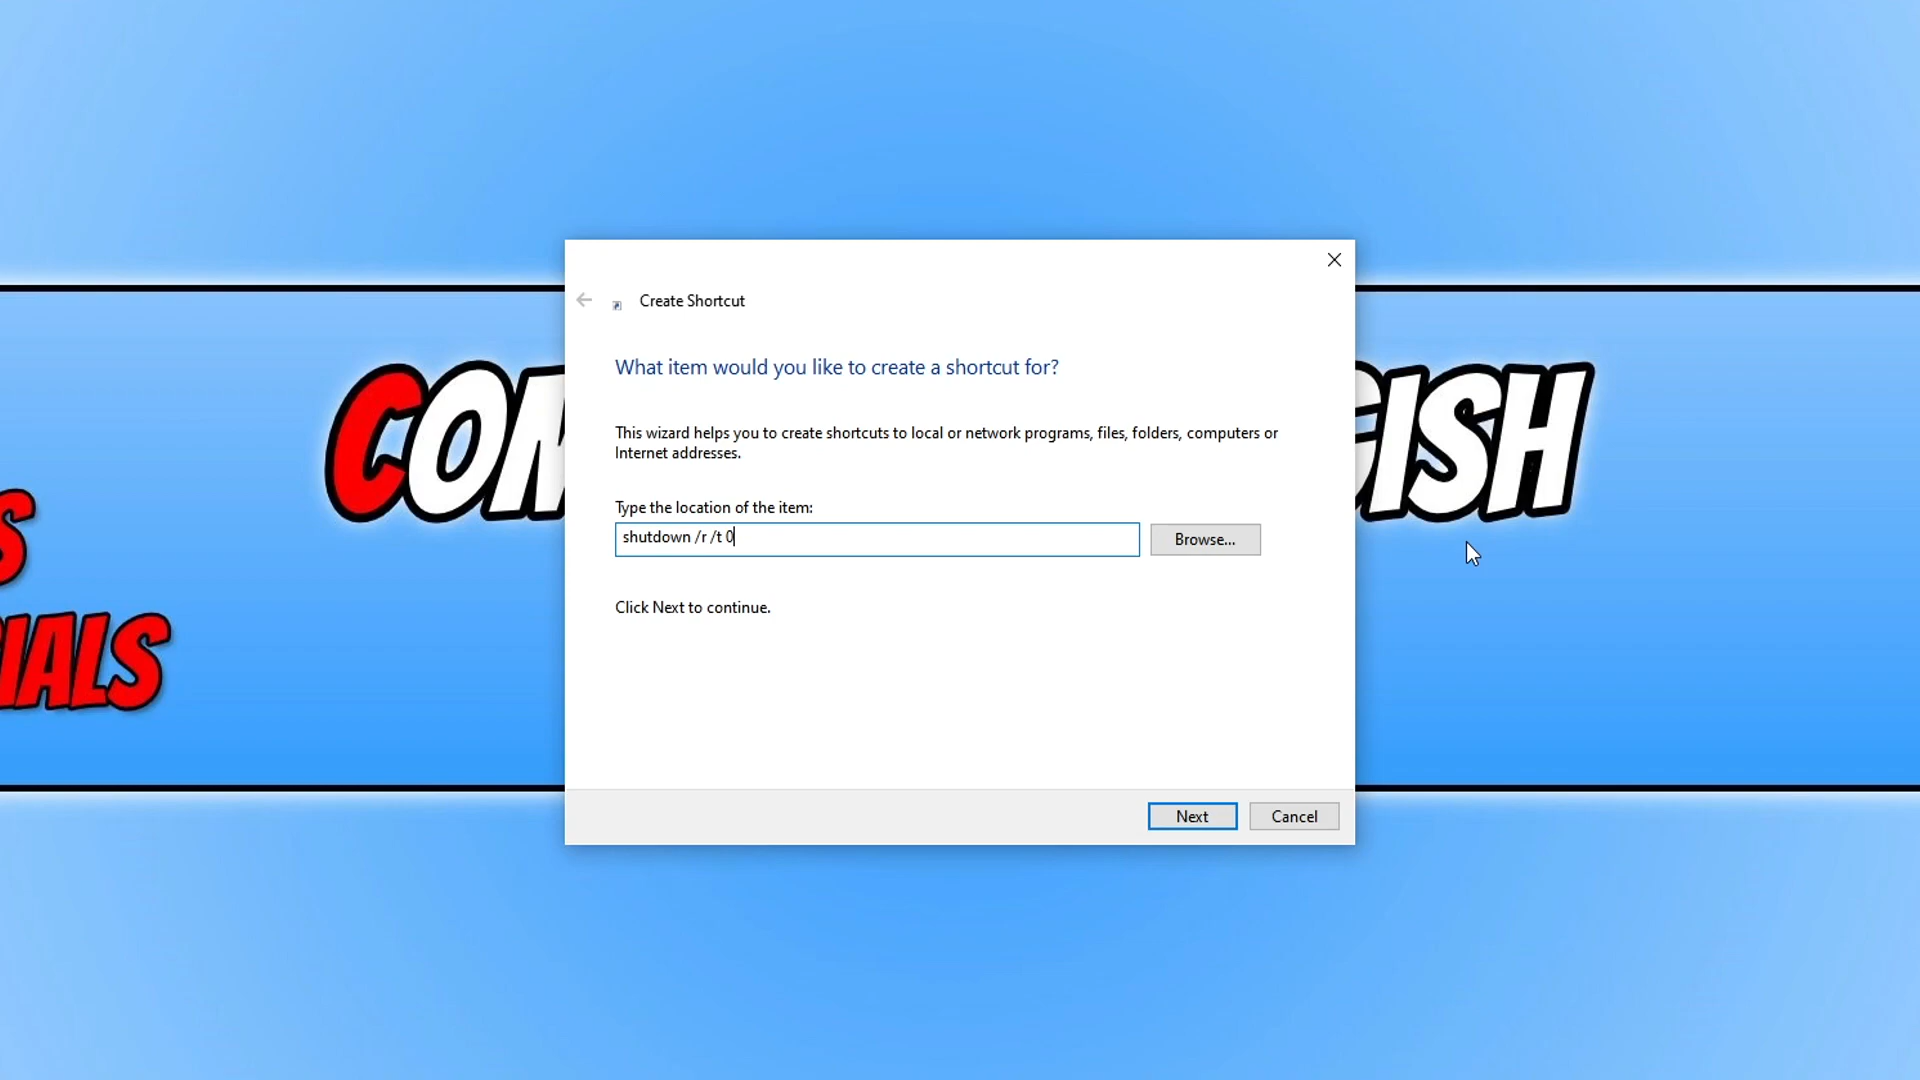 Create Shortcut
What item would you like to create a shortcut for?
This wizard helps you to create shortcuts to local or network programs, files, folders, computers or
Internet addresses.
Type the location of the item:
shutdown /r /t 0
Browse...
Click Next to continue.
Next
Cancel
COM
GISH
S
IALS